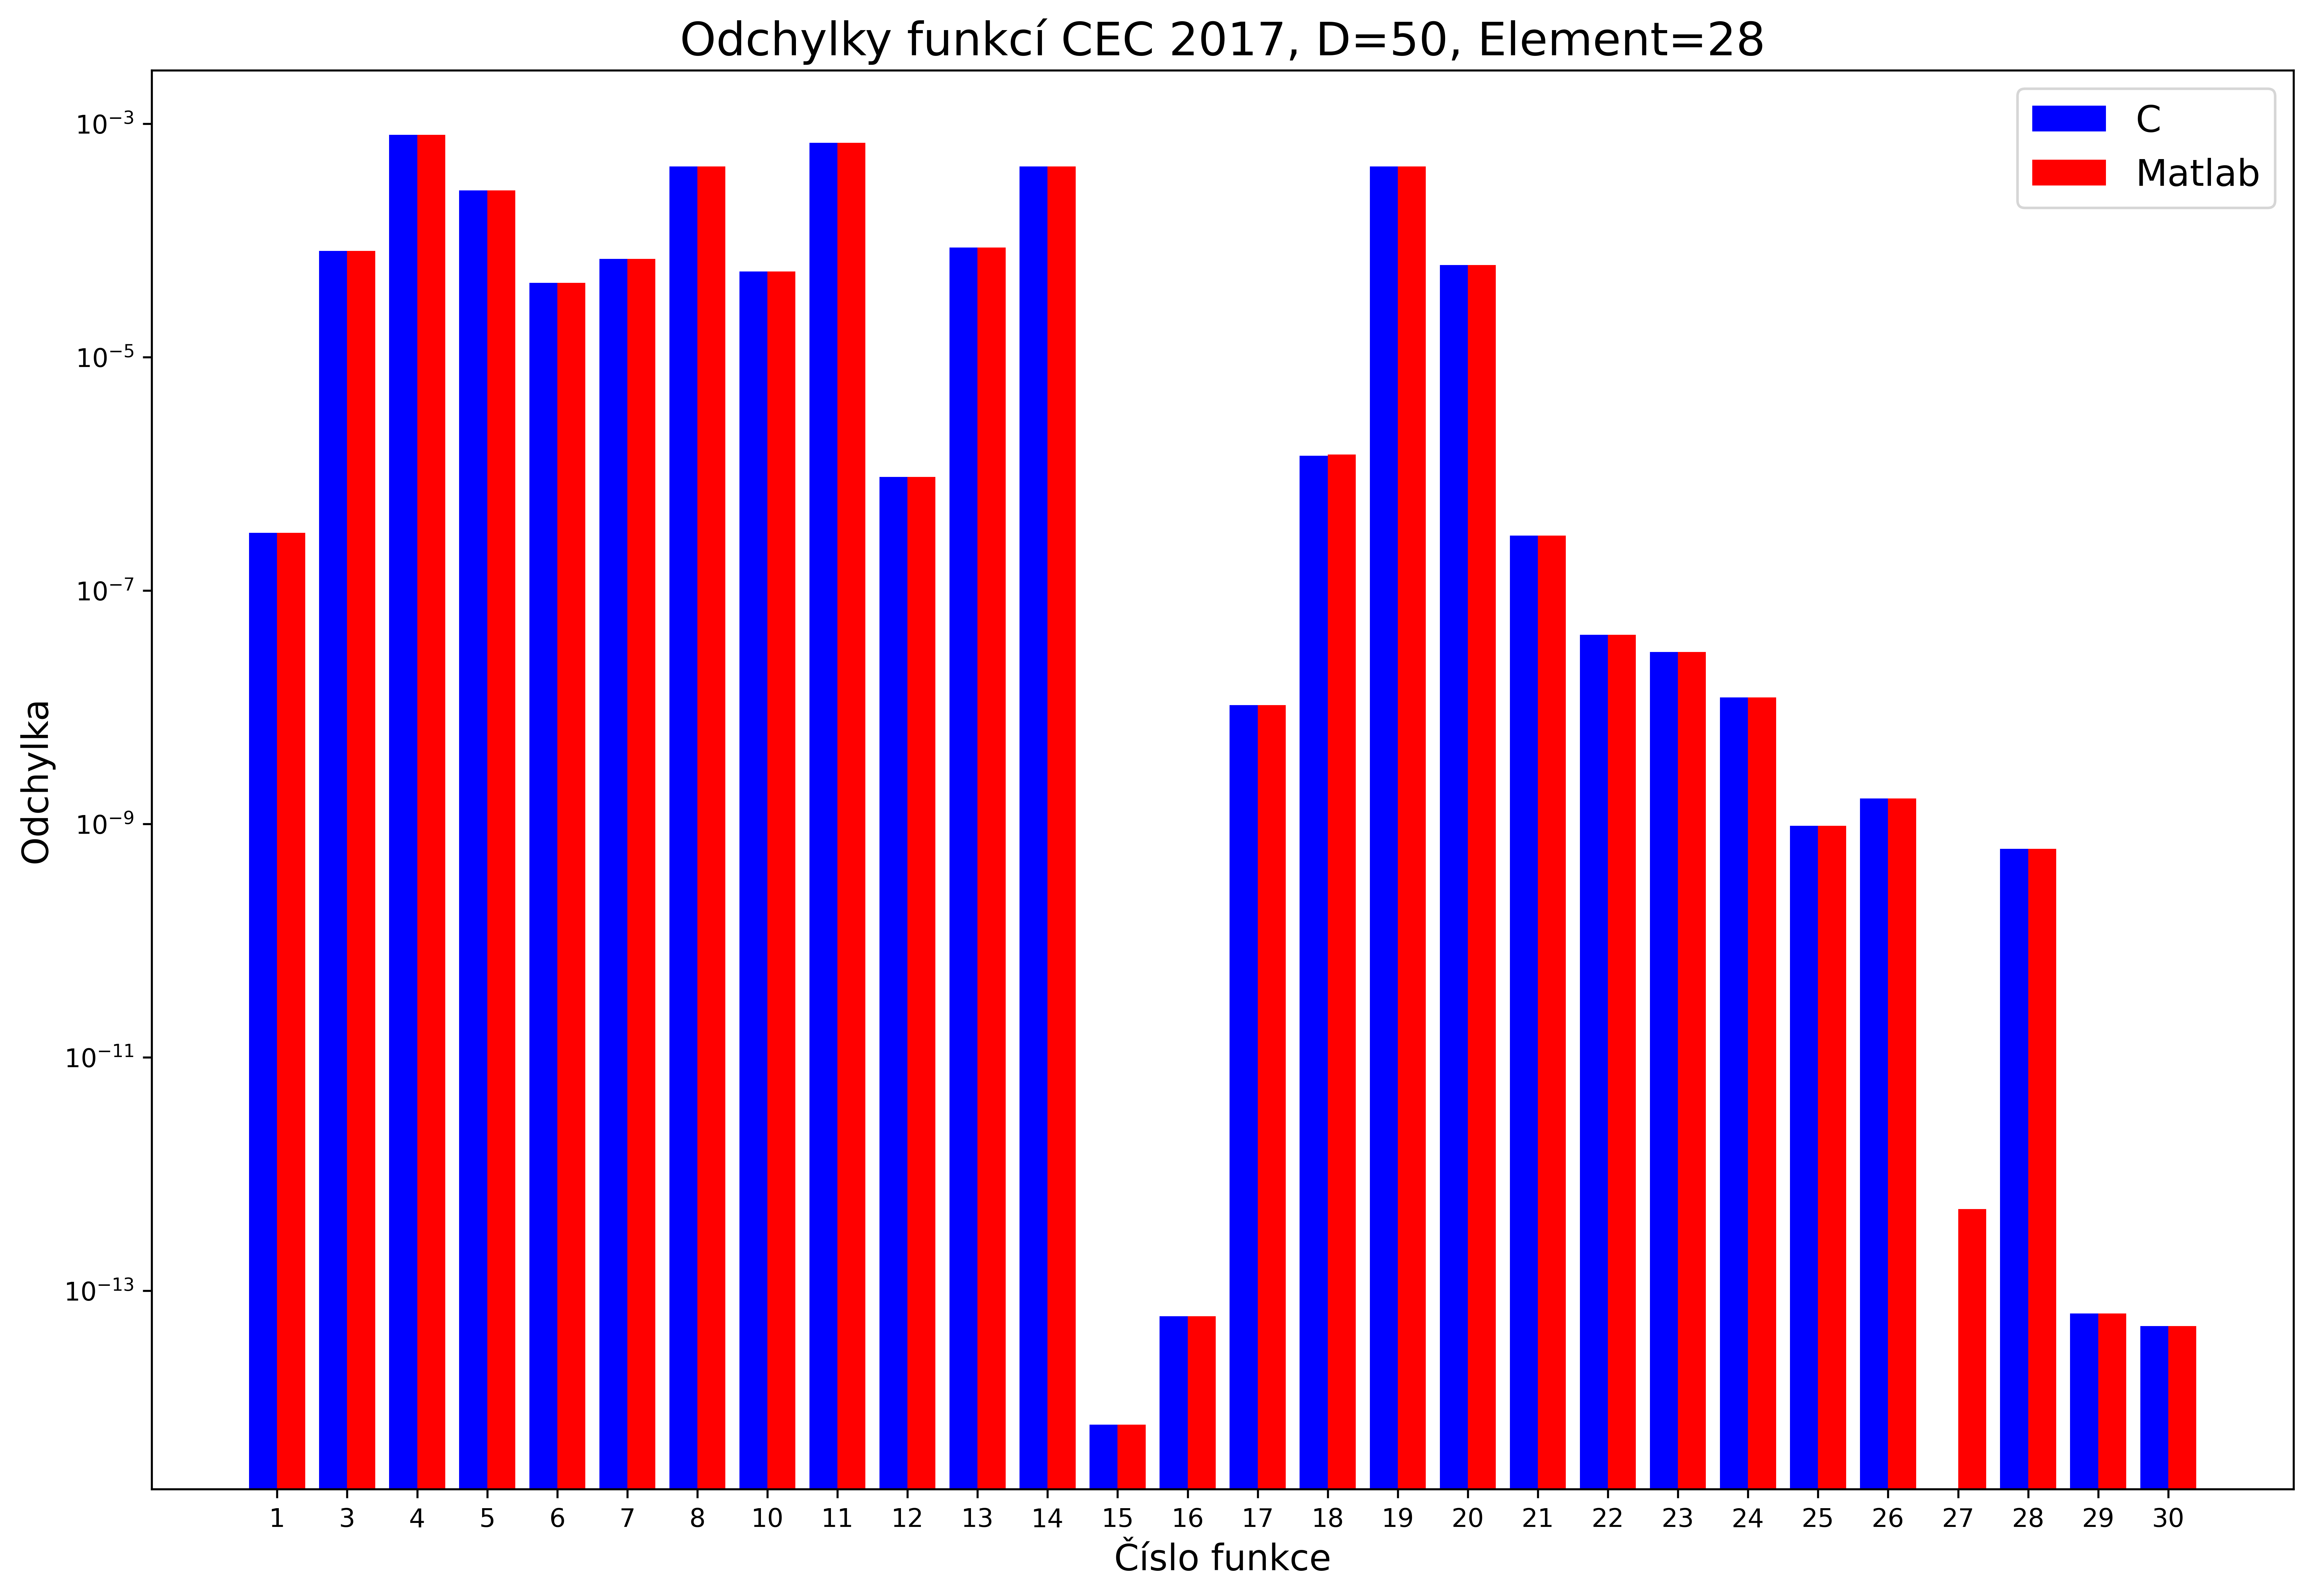 Odchylky funkcí CEC 2017, D=50, Element=28
C
Matlab
Odchylka
10⁻³
10⁻⁵
10⁻⁷
10⁻⁹
10⁻¹¹
10⁻¹³
1 3 4 5 6 7 8 10 11 12 13 14 15 16 17 18 19 20 21 22 23 24 25 26 27 28 29 30
Číslo funkce